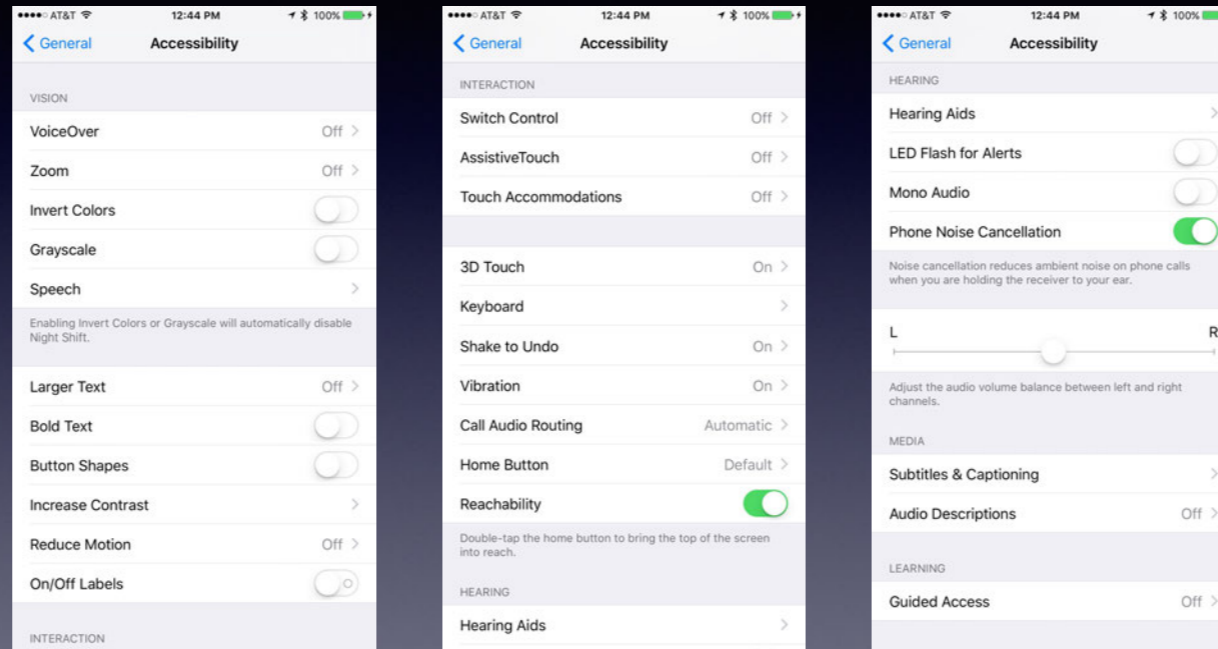 AT&T 12:44 PM 100%
General Accessibility
VISION
VoiceOver Off
Zoom Off
Invert Colors
Grayscale
Speech
Enabling Invert Colors or Grayscale will automatically disable
Night Shift.
Larger Text Off
Bold Text
Button Shapes
Increase Contrast
Reduce Motion Off
On/Off Labels
INTERACTION
AT&T 12:44 PM 100%
General Accessibility
INTERACTION
Switch Control Off
AssistiveTouch Off
Touch Accommodations Off
3D Touch On
Keyboard
Shake to Undo On
Vibration On
Call Audio Routing Automatic
Home Button Default
Reachability
Double-tap the home button to bring the top of the screen
into reach.
HEARING
Hearing Aids
AT&T 12:44 PM 100%
General Accessibility
HEARING
Hearing Aids
LED Flash for Alerts
Mono Audio
Phone Noise Cancellation
Noise cancellation reduces ambient noise on phone calls
when you are holding the receiver to your ear.
L R
Adjust the audio volume balance between left and right
channels.
MEDIA
Subtitles & Captioning
Audio Descriptions Off
LEARNING
Guided Access Off